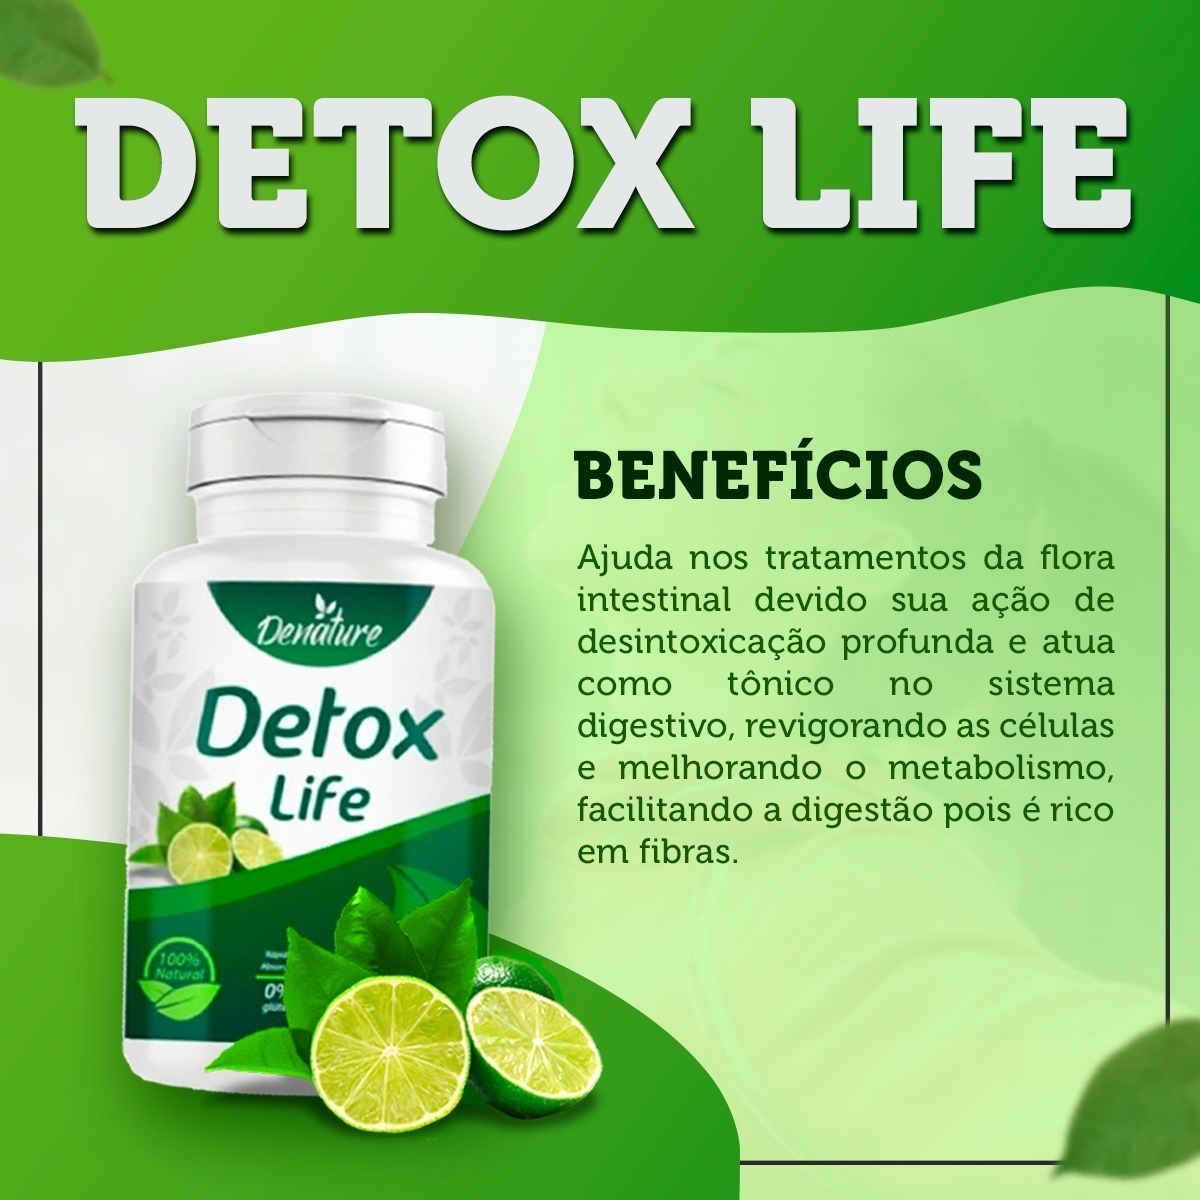 DETOX LIFE
BENEFÍCIOS
Ajuda nos tratamentos da flora
intestinal devido sua ação de
desintoxicação profunda e atua
como tônico no sistema
digestivo, revigorando as células
e melhorando o metabolismo,
facilitando a digestão pois é rico
em fibras.
Denature
Detox
Life
100%
Natural